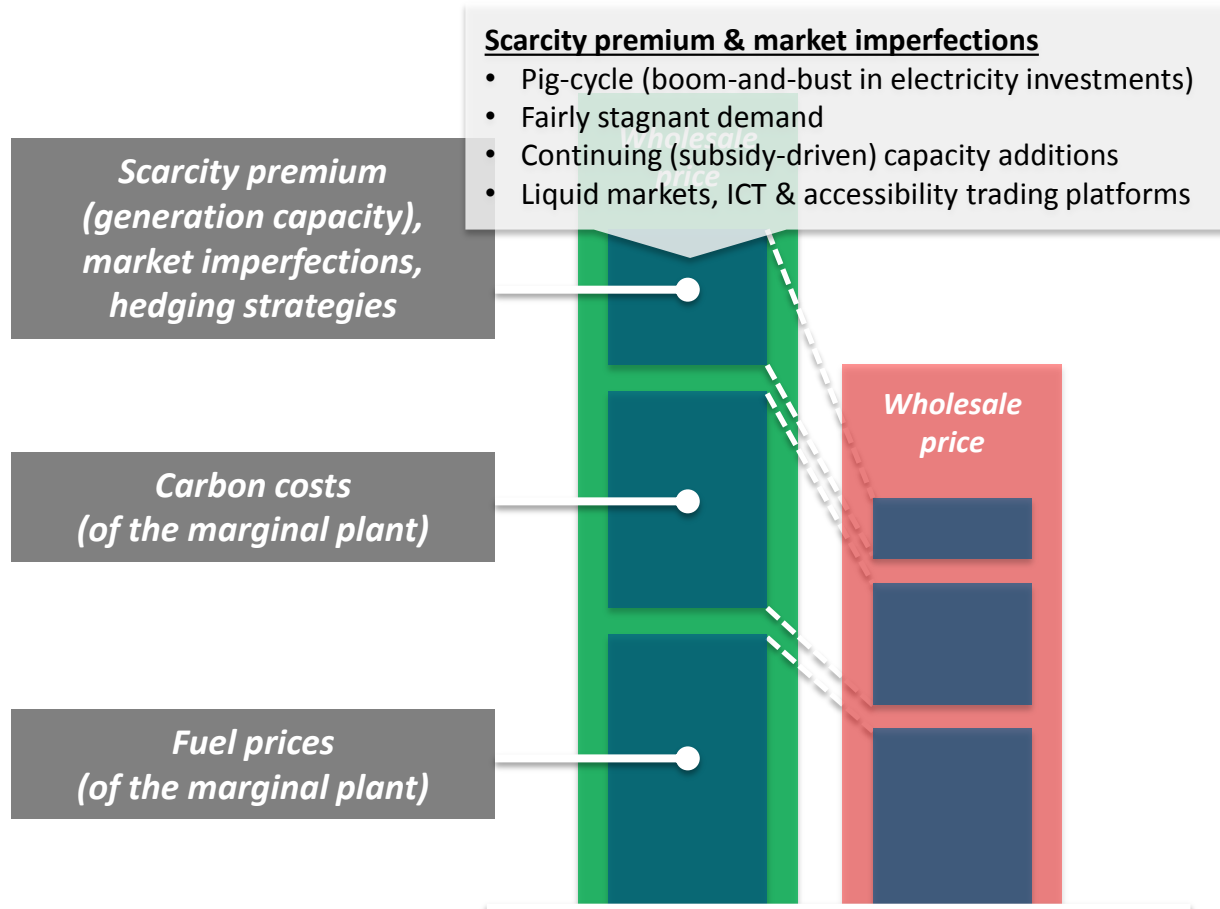 Scarcity premium & market imperfections
• Pig-cycle (boom-and-bust in electricity investments)
• Fairly stagnant demand
• Continuing (subsidy-driven) capacity additions
• Liquid markets, ICT & accessibility trading platforms
Wholesale
price
Scarcity premium
(generation capacity),
market imperfections,
hedging strategies
Wholesale
price
Carbon costs
(of the marginal plant)
Fuel prices
(of the marginal plant)